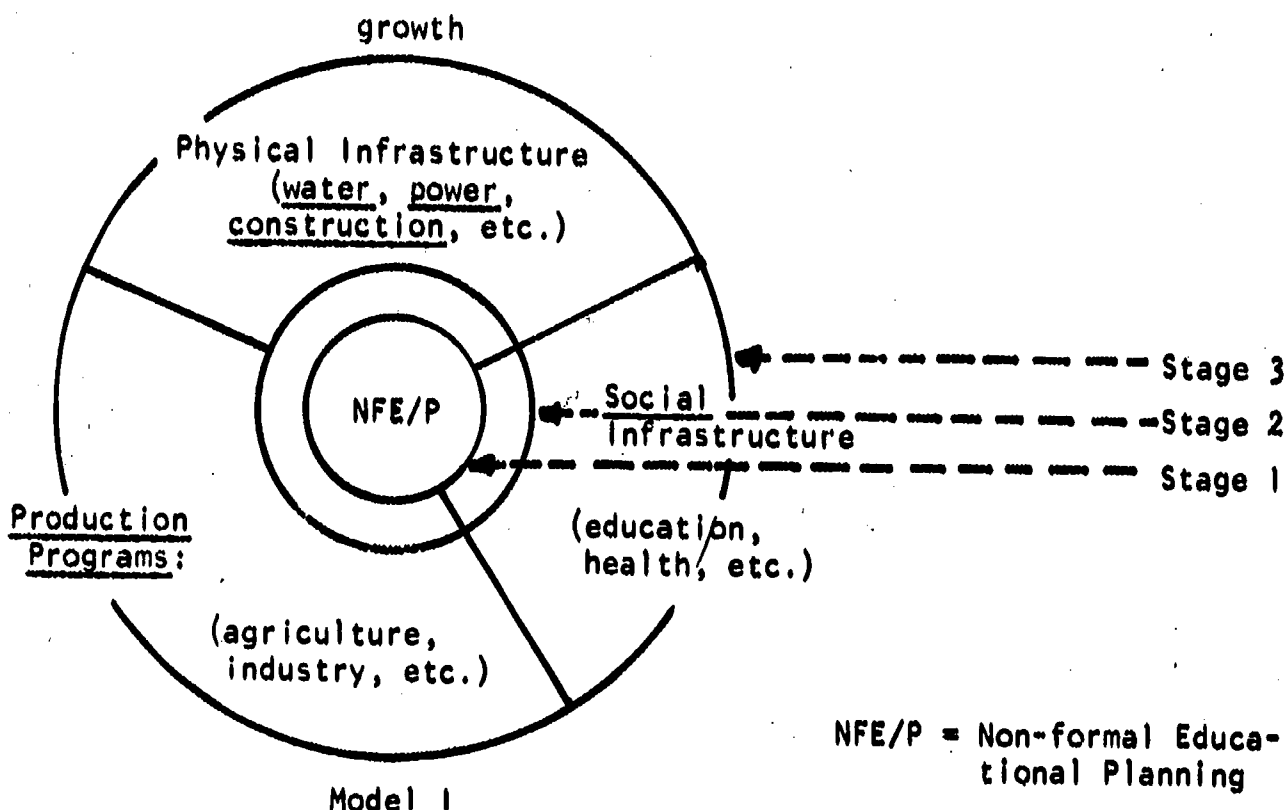 growth
Physical Infrastructure
(water, power,
construction, etc.)
Stage 3
NFE/P
Social
Infrastructure
Stage 2
Stage 1
Production
Programs:
(education,
health, etc.)
(agriculture,
industry, etc.)
NFE/P = Non-formal Educa-
tional Planning
Model I